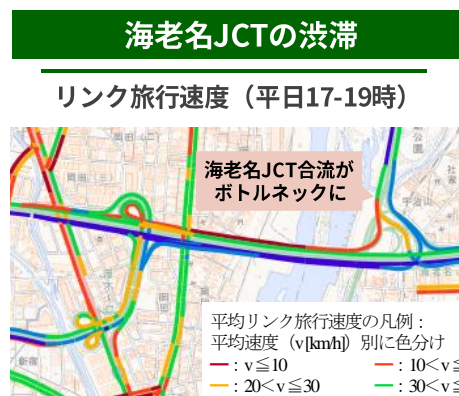 海老名JCTの渋滞
リンク旅行速度（平日17-19時）
海老名JCT合流が
ボトルネックに
平均リンク旅行速度の凡例：
平均速度（v[km/h]）別に色分け
：v≦10
：10＜v≦
：20＜v≦30
：30＜v≦